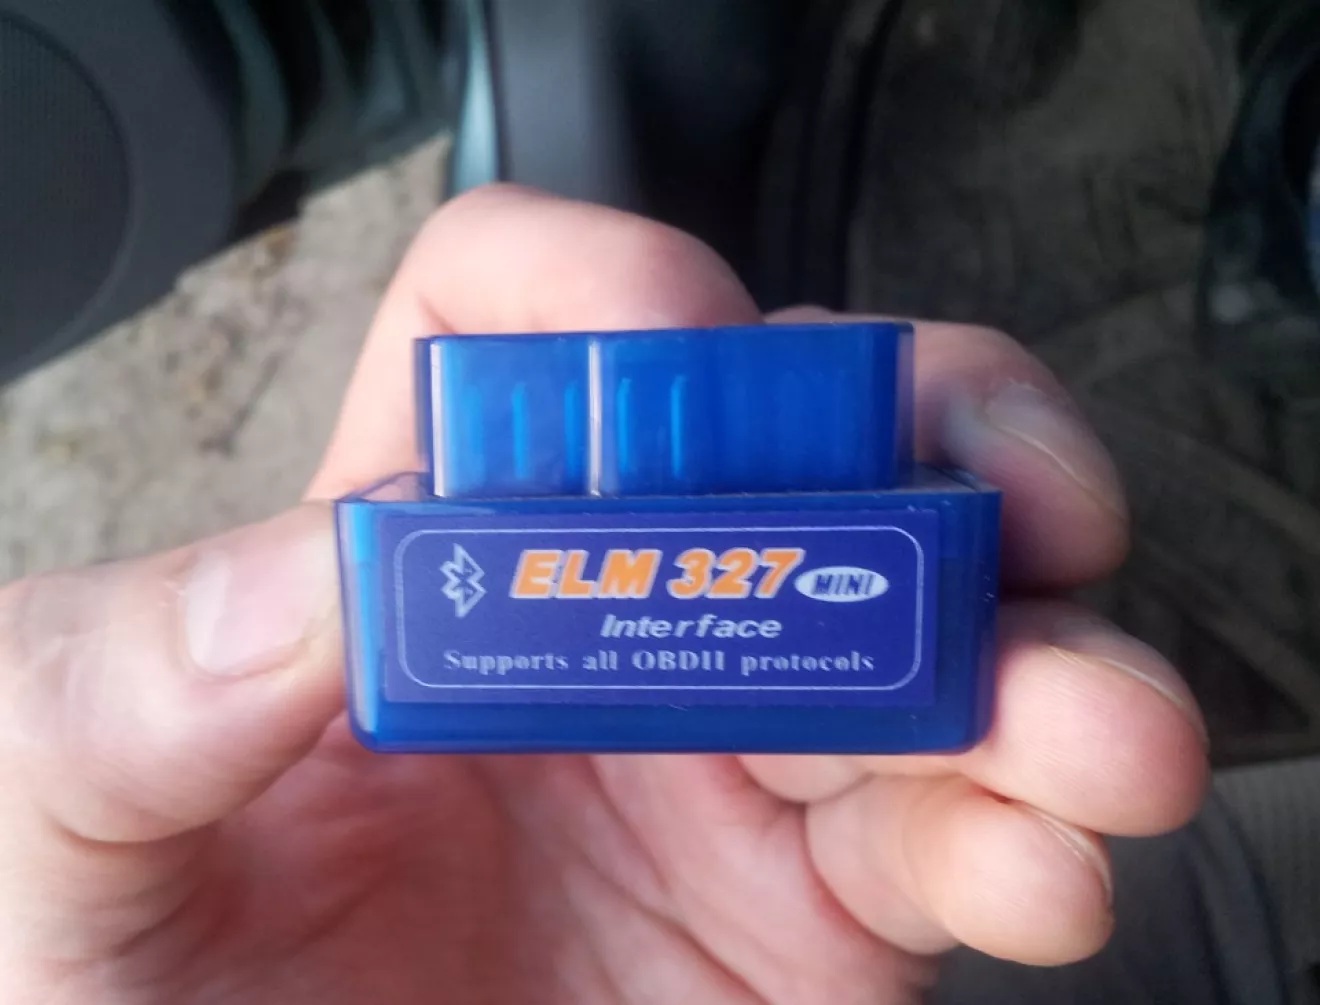 ELM 327 MINI
Interface
Supports all OBDII protocols